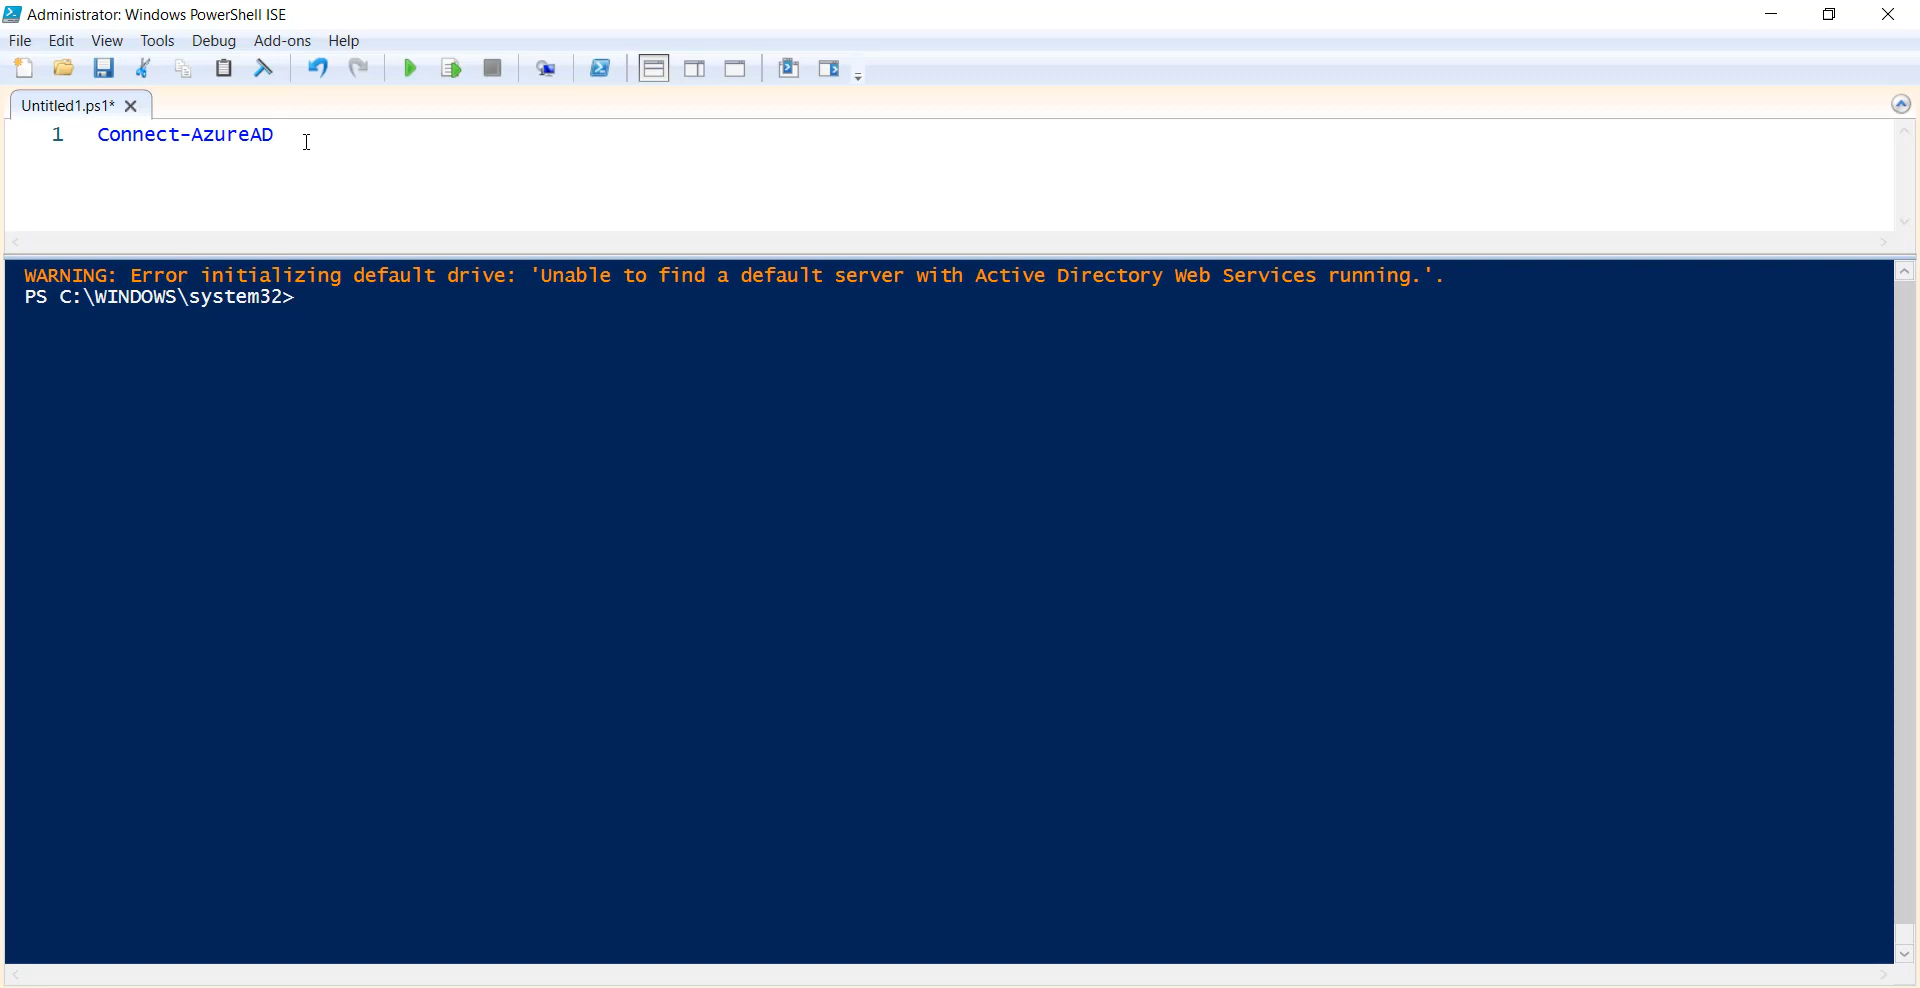 Administrator: Windows PowerShell ISE
File Edit View Tools Debug Add-ons Help
Untitled1.ps1*
1 Connect-AzureAD
WARNING: Error initializing default drive: 'Unable to find a default server with Active Directory Web Services running.'.
PS C:\WINDOWS\system32>